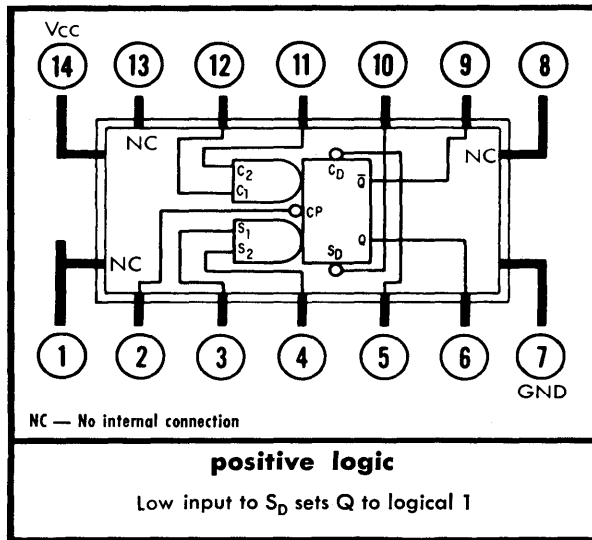 VCC
14 13 12 11 10 9 8
NC
NC
C2
C1
CD
Q̅
CP
S1
S2
Q
SD
NC
1 2 3 4 5 6 7
GND
NC — No internal connection
positive logic
Low input to SD sets Q to logical 1